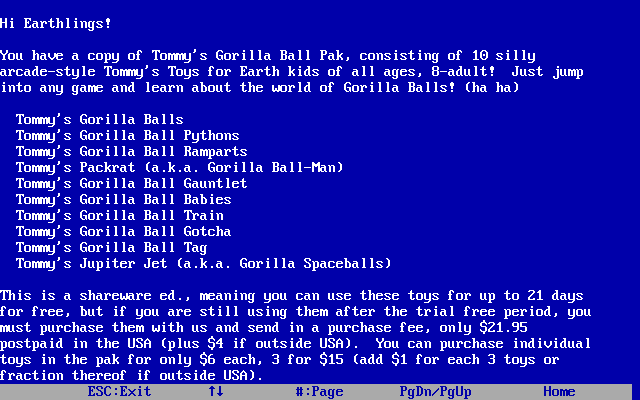 Hi Earthlings!
You have a copy of Tommy's Gorilla Ball Pak, consisting of 10 silly
arcade-style Tommy's Toys for Earth kids of all ages, 8-adult!  Just jump
into any game and learn about the world of Gorilla Balls! (ha ha)
Tommy's Gorilla Balls
Tommy's Gorilla Ball Pythons
Tommy's Gorilla Ball Ramparts
Tommy's Packrat (a.k.a. Gorilla Ball-Man)
Tommy's Gorilla Ball Gauntlet
Tommy's Gorilla Ball Babies
Tommy's Gorilla Ball Train
Tommy's Gorilla Ball Gotcha
Tommy's Gorilla Ball Tag
Tommy's Jupiter Jet (a.k.a. Gorilla Spaceballs)
This is a shareware ed., meaning you can use these toys for up to 21 days
for free, but if you are still using them after the trial free period, you
must purchase them with us and send in a purchase fee, only $21.95
postpaid in the USA (plus $4 if outside USA).  You can purchase individual
toys in the pak for only $6 each, 3 for $15 (add $1 for each 3 toys or
fraction thereof if outside USA).
ESC:Exit ↑↓ #:Page PgDn/PgUp Home